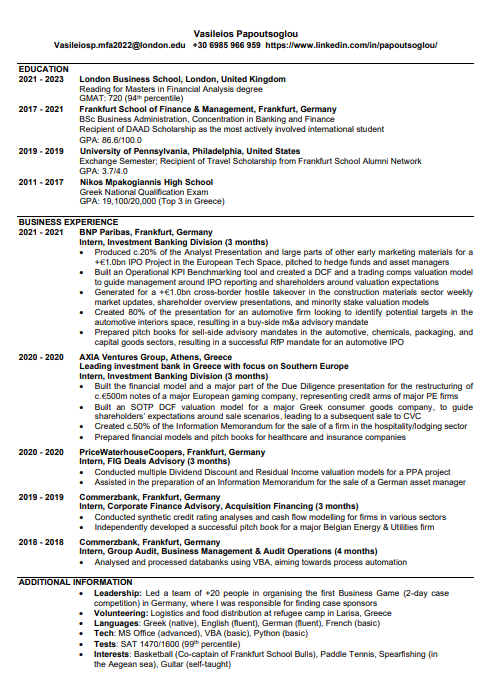 Vasileios Papoutsoglou
Vasileiosp.mfa2022@london.edu +30 6985 966 959 https://www.linkedin.com/in/papoutsoglou/
EDUCATION
2021 - 2023 London Business School, London, United Kingdom
Reading for Masters in Financial Analysis degree
GMAT: 720 (94th percentile)
2017 - 2021 Frankfurt School of Finance & Management, Frankfurt, Germany
BSc Business Administration, Concentration in Banking and Finance
Recipient of DAAD Scholarship as the most actively involved international student
GPA: 86.6/100.0
2019 - 2019 University of Pennsylvania, Philadelphia, United States
Exchange Semester; Recipient of Travel Scholarship from Frankfurt School Alumni Network
GPA: 3.7/4.0
2011 - 2017 Nikos Mpakogiannis High School
Greek National Qualification Exam
GPA: 19,100/20,000 (Top 3 in Greece)
BUSINESS EXPERIENCE
2021 - 2021 BNP Paribas, Frankfurt, Germany
Intern, Investment Banking Division (3 months)
• Produced c.20% of the Analyst Presentation and large parts of other early marketing materials for a
+€1.0bn IPO Project in the European Tech Space, pitched to hedge funds and asset managers
• Built an Operational KPI Benchmarking tool and created a DCF and a trading comps valuation model
to guide management around IPO reporting and shareholders around valuation expectations
• Generated for a +€1.0bn cross-border hostile takeover in the construction materials sector weekly
market updates, shareholder overview presentations, and minority stake valuation models
• Created 80% of the presentation for an automotive firm looking to identify potential targets in the
automotive interiors space, resulting in a buy-side m&a advisory mandate
• Prepared pitch books for sell-side advisory mandates in the automotive, chemicals, packaging, and
capital goods sectors, resulting in a successful RfP mandate for an automotive IPO
2020 - 2020 AXIA Ventures Group, Athens, Greece
Leading investment bank in Greece with focus on Southern Europe
Intern, Investment Banking Division (3 months)
• Built the financial model and a major part of the Due Diligence presentation for the restructuring of
c.€500m notes of a major European gaming company, representing credit arms of major PE firms
• Built an SOTP DCF valuation model for a major Greek consumer goods company, to guide
shareholders' expectations around sale scenarios, leading to a subsequent sale to CVC
• Created c.50% of the Information Memorandum for the sale of a firm in the hospitality/lodging sector
• Prepared financial models and pitch books for healthcare and insurance companies
2020 - 2020 PriceWaterhouseCoopers, Frankfurt, Germany
Intern, FIG Deals Advisory (3 months)
• Conducted multiple Dividend Discount and Residual Income valuation models for a PPA project
• Assisted in the preparation of an Information Memorandum for the sale of a German asset manager
2019 - 2019 Commerzbank, Frankfurt, Germany
Intern, Corporate Finance Advisory, Acquisition Financing (3 months)
• Conducted synthetic credit rating analyses and cash flow modelling for firms in various sectors
• Independently developed a successful pitch book for a major Belgian Energy & Utilities firm
2018 - 2018 Commerzbank, Frankfurt, Germany
Intern, Group Audit, Business Management & Audit Operations (4 months)
• Analysed and processed databanks using VBA, aiming towards process automation
ADDITIONAL INFORMATION
• Leadership: Led a team of +20 people in organising the first Business Game (2-day case
competition) in Germany, where I was responsible for finding case sponsors
• Volunteering: Logistics and food distribution at refugee camp in Larisa, Greece
• Languages: Greek (native), English (fluent), German (fluent), French (basic)
• Tech: MS Office (advanced), VBA (basic), Python (basic)
• Tests: SAT 1470/1600 (99th percentile)
• Interests: Basketball (Co-captain of Frankfurt School Bulls), Paddle Tennis, Spearfishing (in
the Aegean sea), Guitar (self-taught)